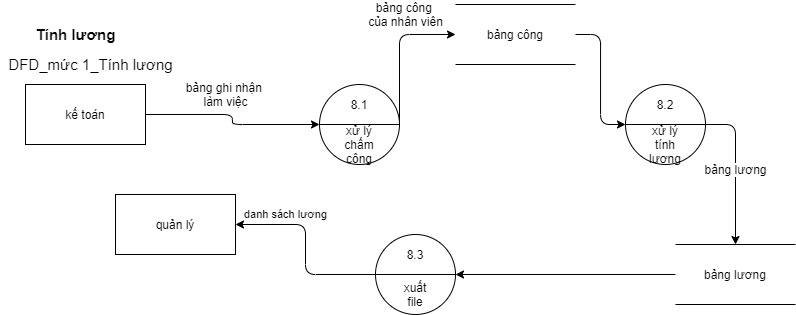 Tính lương
DFD_mức 1_Tính lương
kế toán
bảng ghi nhận
làm việc
8.1
xử lý
chấm
công
bảng công
của nhân viên
bảng công
8.2
xử lý
tính
lương
bảng lương
bảng lương
8.3
xuất
file
danh sách lương
quản lý